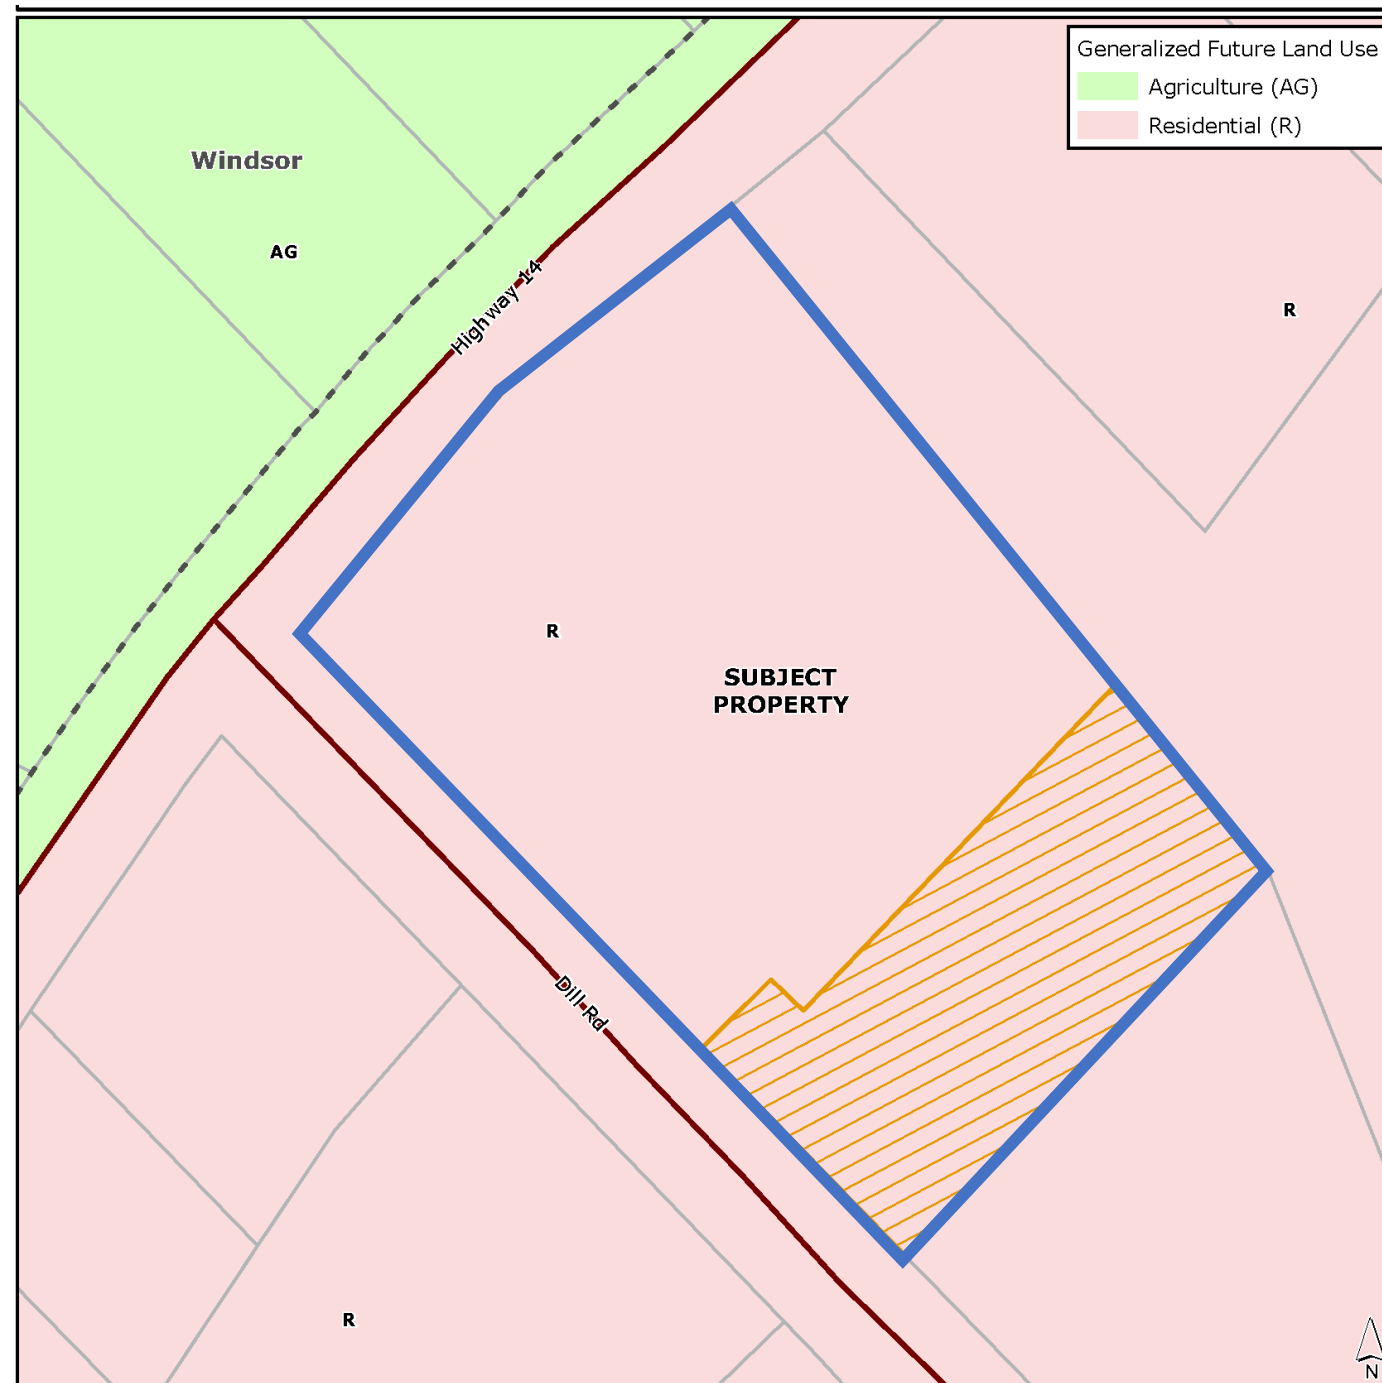 Generalized Future Land Use
Agriculture (AG)
Residential (R)
Windsor
AG
Highway 14
R
R
SUBJECT
PROPERTY
Dill Rd
R
N